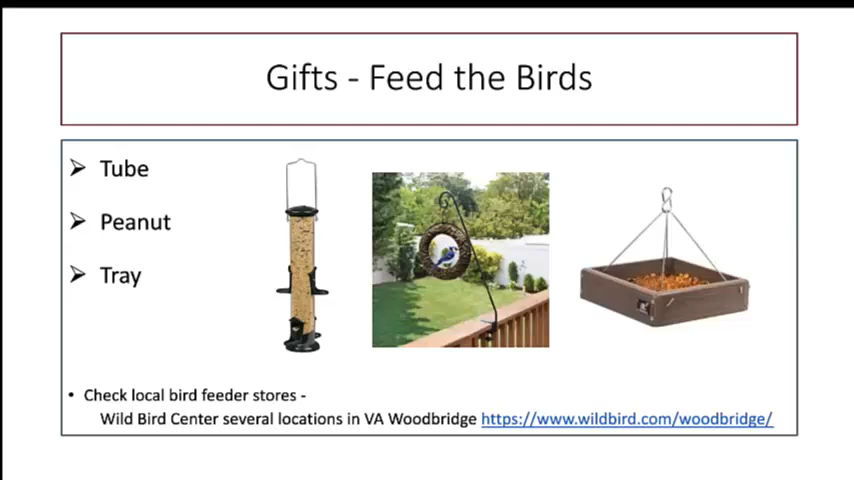 Gifts - Feed the Birds
Tube
Peanut
Tray
Check local bird feeder stores -
Wild Bird Center several locations in VA Woodbridge https://www.wildbird.com/woodbridge/